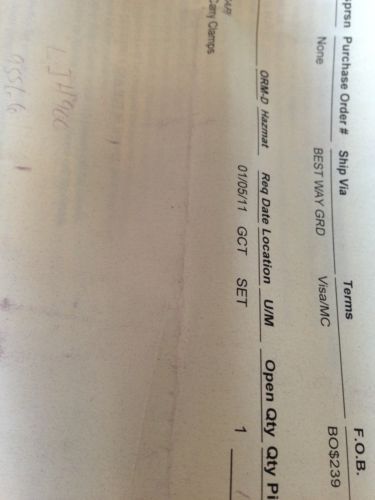 prsn Purchase Order # Ship Via Terms F.O.B.
None BEST WAY GRD Visa/MC BO$239
ORM-D Hazmat Req Date Location U/M Open Qty Qty Pi
01/05/11 GCT SET 1
Carry Clamps